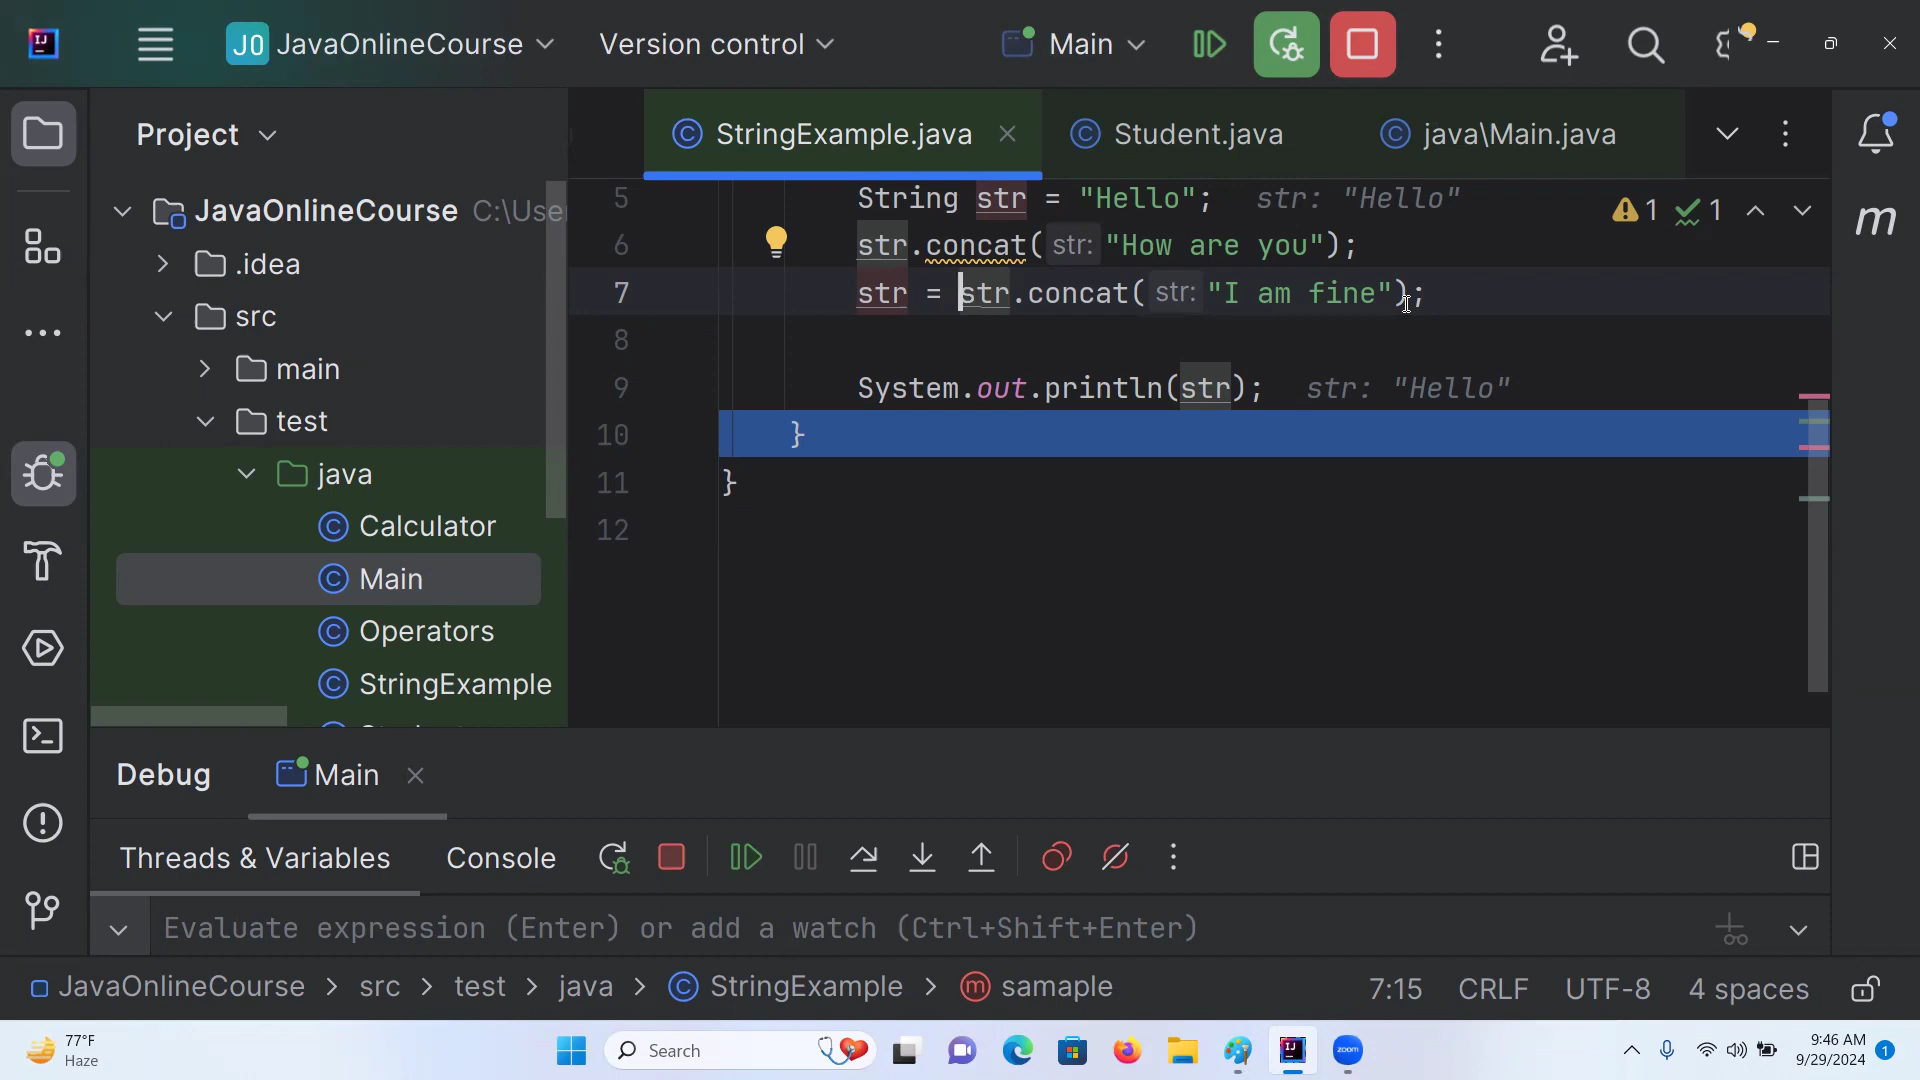 JO JavaOnlineCourse Version control Main
Project
StringExample.java Student.java java\Main.java
JavaOnlineCourse C:\User
.idea
src
main
test
java
Calculator
Main
Operators
StringExample
5 String str = "Hello"; str: "Hello"
6 str.concat( str: "How are you");
7 str = str.concat( str: "I am fine");
8
9 System.out.println(str); str: "Hello"
10 }
11 }
12
1 1
m
Debug Main
Threads & Variables Console
Evaluate expression (Enter) or add a watch (Ctrl+Shift+Enter)
JavaOnlineCourse > src > test > java > StringExample > samaple 7:15 CRLF UTF-8 4 spaces
77°F
Haze
Search
zoom
9:46 AM
9/29/2024
1